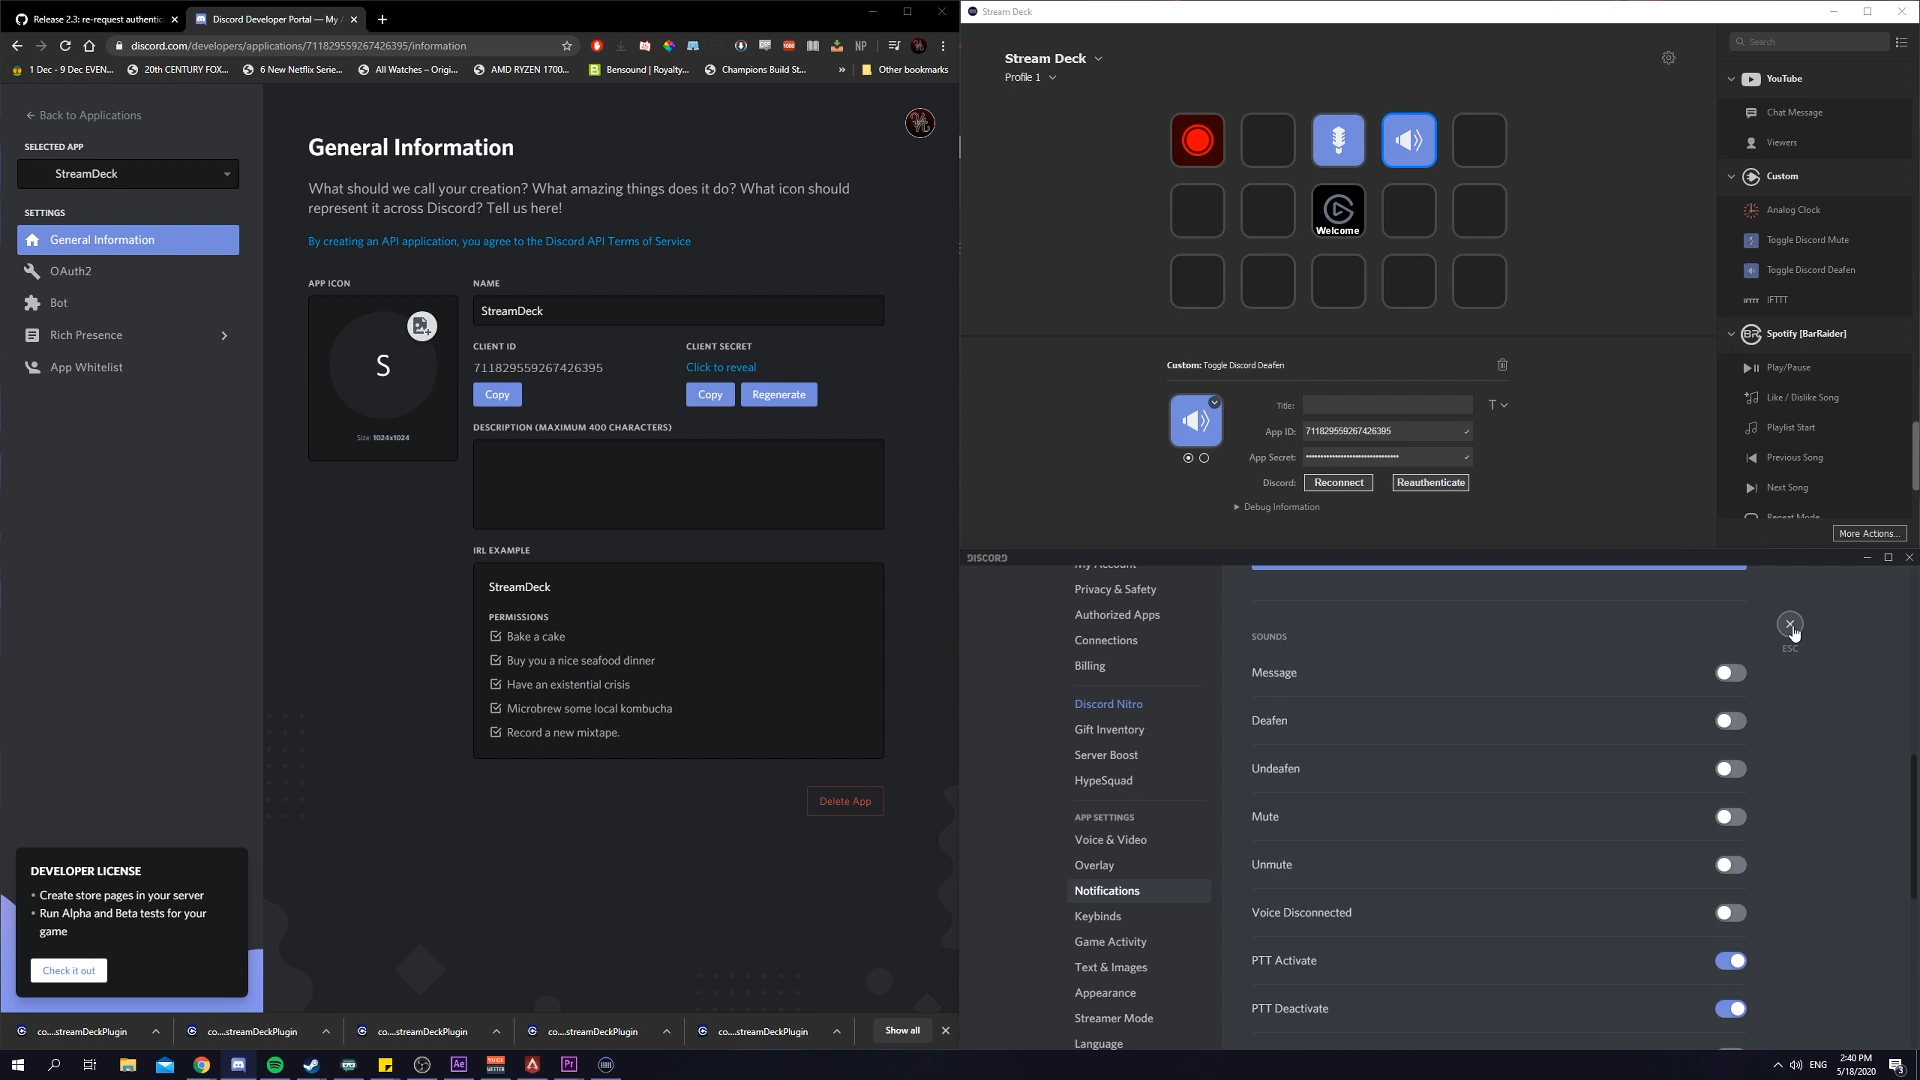 Release 2.3: re-request authentic
Discord Developer Portal — My A
discord.com/developers/applications/711829559267426395/information
NP
1 Dec - 9 Dec EVEN...
20th CENTURY FOX...
6 New Netflix Serie...
All Watches – Origi...
AMD RYZEN 1700...
Bensound | Royalty...
Champions Build St...
»
Other bookmarks
Back to Applications
SELECTED APP
StreamDeck
SETTINGS
General Information
OAuth2
Bot
Rich Presence
App Whitelist
DEVELOPER LICENSE
• Create store pages in your server
• Run Alpha and Beta tests for your
game
Check it out
General Information
What should we call your creation? What amazing things does it do? What icon should
represent it across Discord? Tell us here!
By creating an API application, you agree to the Discord API Terms of Service
APP ICON
S
Size: 1024x1024
NAME
StreamDeck
CLIENT ID
711829559267426395
Copy
CLIENT SECRET
Click to reveal
Copy
Regenerate
DESCRIPTION (MAXIMUM 400 CHARACTERS)
IRL EXAMPLE
StreamDeck
PERMISSIONS
Bake a cake
Buy you a nice seafood dinner
Have an existential crisis
Microbrew some local kombucha
Record a new mixtape.
Delete App
Stream Deck
Stream Deck
Profile 1
Welcome
Custom: Toggle Discord Deafen
Title:
T
App ID: 711829559267426395
App Secret:
Discord: Reconnect Reauthenticate
Debug Information
Search
YouTube
Chat Message
Viewers
Custom
Analog Clock
Toggle Discord Mute
Toggle Discord Deafen
IFTTT IFTTT
BR Spotify [BarRaider]
Play/Pause
Like / Dislike Song
Playlist Start
Previous Song
Next Song
Repeat Mode
More Actions...
DISCORD
My Account
Privacy & Safety
Authorized Apps
Connections
Billing
Discord Nitro
Gift Inventory
Server Boost
HypeSquad
APP SETTINGS
Voice & Video
Overlay
Notifications
Keybinds
Game Activity
Text & Images
Appearance
Streamer Mode
Language
SOUNDS
Message
Deafen
Undeafen
Mute
Unmute
Voice Disconnected
PTT Activate
PTT Deactivate
ESC
co....streamDeckPlugin
co....streamDeckPlugin
co....streamDeckPlugin
co....streamDeckPlugin
co....streamDeckPlugin
Show all
Ae
Pr
ENG
2:40 PM
5/18/2020
3